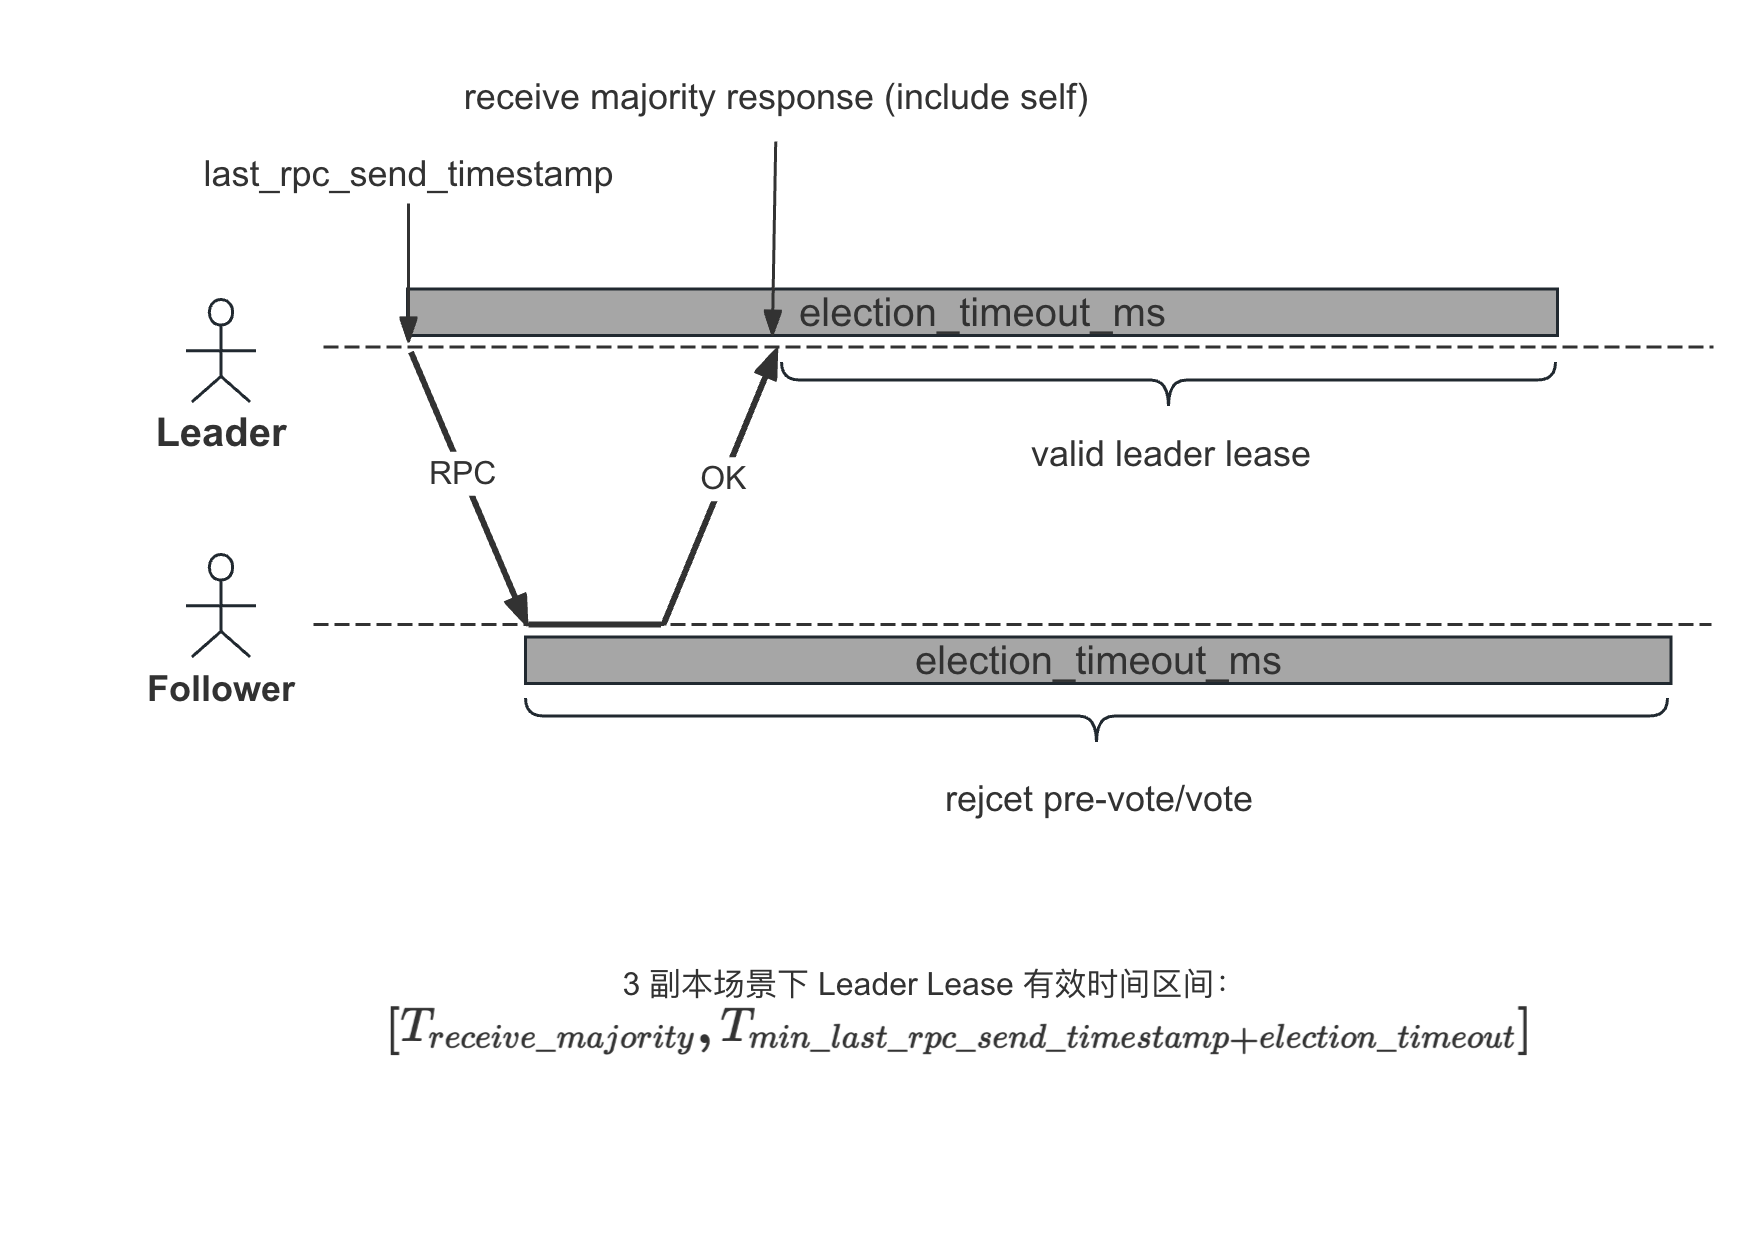 receive majority response (include self)
last_rpc_send_timestamp
election_timeout_ms
Leader
valid leader lease
RPC
OK
election_timeout_ms
Follower
rejcet pre-vote/vote
3 副本场景下 Leader Lease 有效时间区间：
[T_{receive\_majority}, T_{min\_last\_rpc\_send\_timestamp+election\_timeout}]